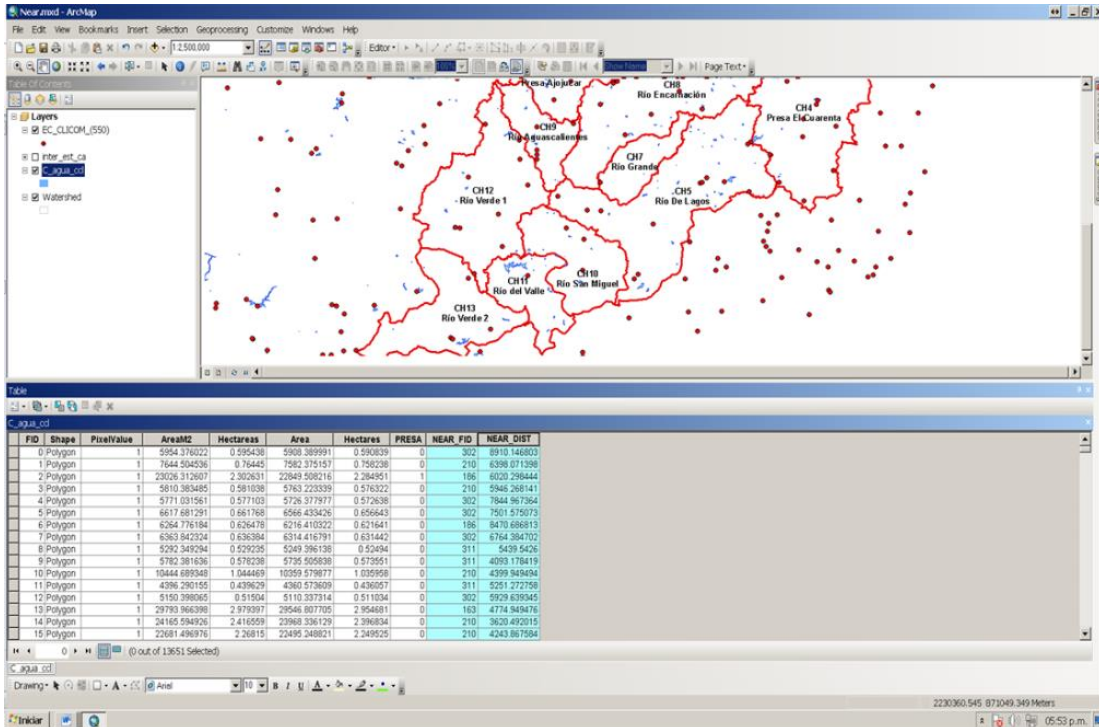 Near.mxd - ArcMap
File Edit View Bookmarks Insert Selection Geoprocessing Customize Windows Help
1:2,500,000 Editor
100% Show Name Page Text
Table Of Contents
Layers
EC_CLICOM_(550)
inter_est_ca
C_agua_cd
Watershed
Presa Ajojucar
CH8
Río Encarnación
CH4
Presa El Cuarenta
CH9
Río Aguascalientes
CH7
Río Grande
CH12
Río Verde 1
CH5
Río De Lagos
CH10
Río San Miguel
CH11
Río del Valle
CH13
Río Verde 2
Table
C_agua_cd
FID Shape PixelValue AreaM2 Hectareas Area Hectares PRESA NEAR_FID NEAR_DIST
0 Polygon 1 5954.376022 0.595438 5908.389991 0.590839 0 302 8910.146803
1 Polygon 1 7644.504536 0.76445 7582.375157 0.758238 0 210 6398.071398
2 Polygon 1 23026.312607 2.302631 22849.508216 2.284951 1 186 6020.298444
3 Polygon 1 5810.383485 0.581038 5763.223339 0.576322 0 210 5946.268141
4 Polygon 1 5771.031561 0.577103 5726.377977 0.572638 0 302 7844.967364
5 Polygon 1 6617.681291 0.661768 6566.433426 0.656643 0 302 7501.575073
6 Polygon 1 6264.776184 0.626478 6216.410322 0.621641 0 186 8470.686813
7 Polygon 1 6363.842324 0.636384 6314.416791 0.631442 0 302 6764.384702
8 Polygon 1 5292.349294 0.529235 5249.396138 0.52494 0 311 5439.5426
9 Polygon 1 5782.381636 0.578238 5735.505838 0.573551 0 311 4093.178419
10 Polygon 1 10444.689348 1.044469 10359.579877 1.035958 0 210 4399.949494
11 Polygon 1 4396.290155 0.439629 4360.573609 0.436057 0 311 5251.272758
12 Polygon 1 5150.398065 0.51504 5110.337314 0.511034 0 302 5929.639345
13 Polygon 1 29793.966398 2.979397 29546.807705 2.954681 0 163 4774.949476
14 Polygon 1 24165.594926 2.416559 23968.336129 2.396834 0 210 3620.492015
15 Polygon 1 22681.496976 2.26815 22495.248821 2.249525 0 210 4243.867584
0 (0 out of 13651 Selected)
C_agua_cd
Drawing Arial 10 B I U A
2230360.545 871049.349 Meters
Iniciar 05:53 p.m.